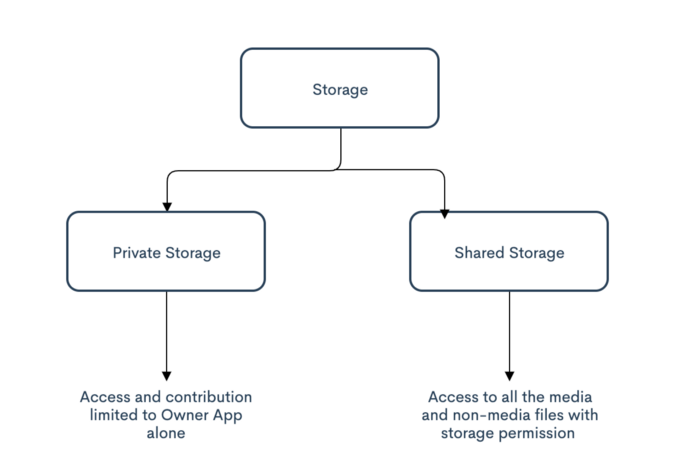 Storage
Private Storage
Shared Storage
Access and contribution
limited to Owner App
alone
Access to all the media
and non-media files with
storage permission